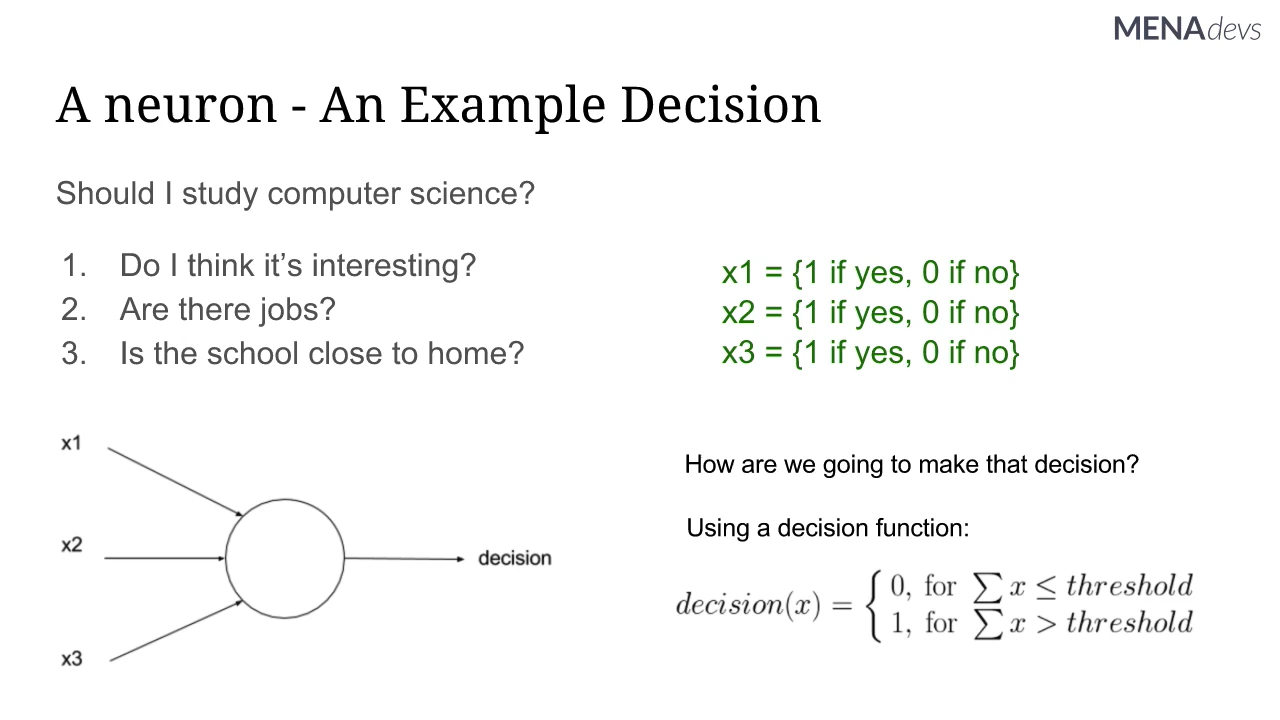 MENAdevs
A neuron - An Example Decision
Should I study computer science?
1. Do I think it’s interesting?
2. Are there jobs?
3. Is the school close to home?
x1 = {1 if yes, 0 if no}
x2 = {1 if yes, 0 if no}
x3 = {1 if yes, 0 if no}
x1
x2
x3
decision
How are we going to make that decision?
Using a decision function:
decision(x) = { 0, for ∑ x ≤ threshold
1, for ∑ x > threshold